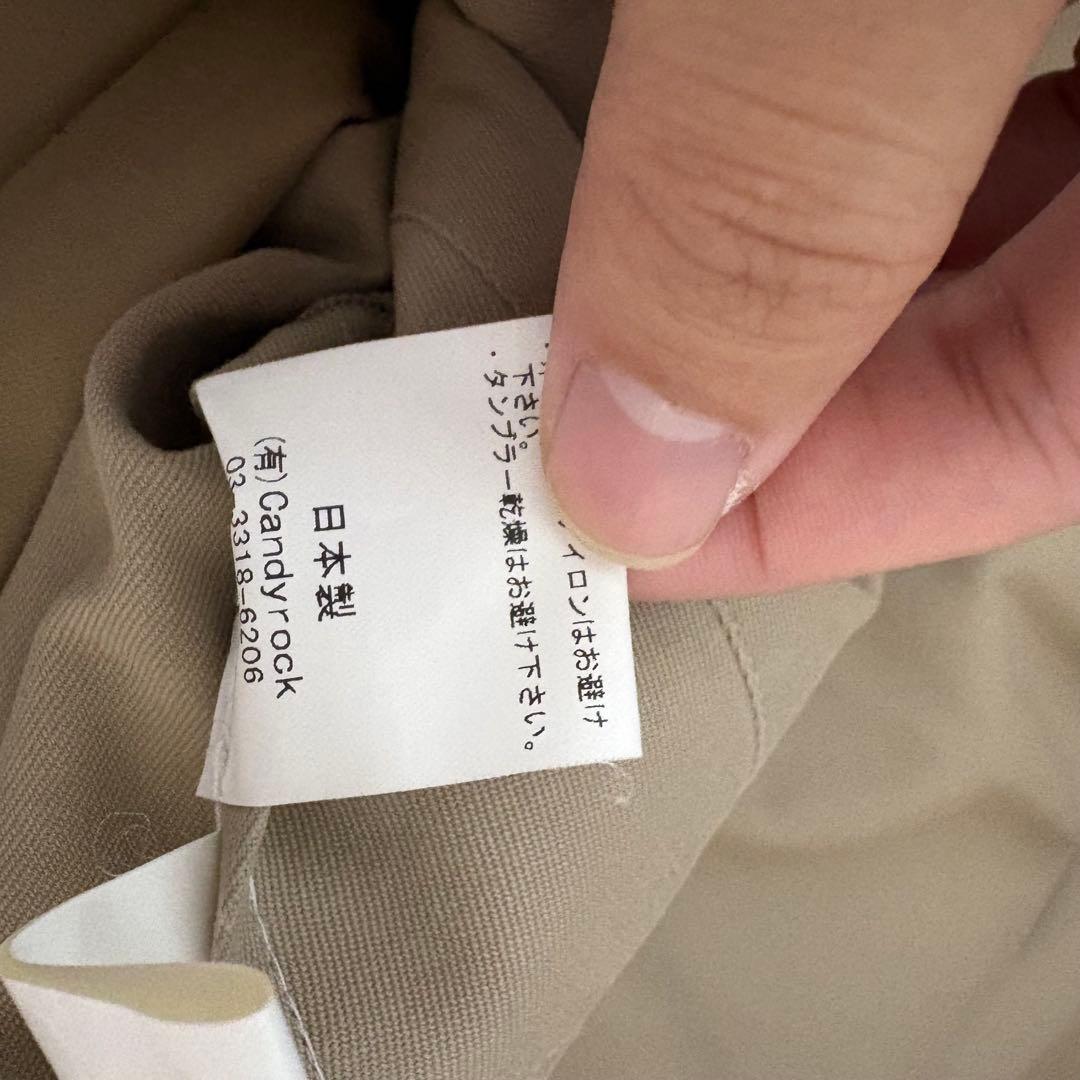 イロンはお避け
下さい。
・タンブラー乾燥はお避け下さい。
日本製
(有)Candyrock
03-3318-6206